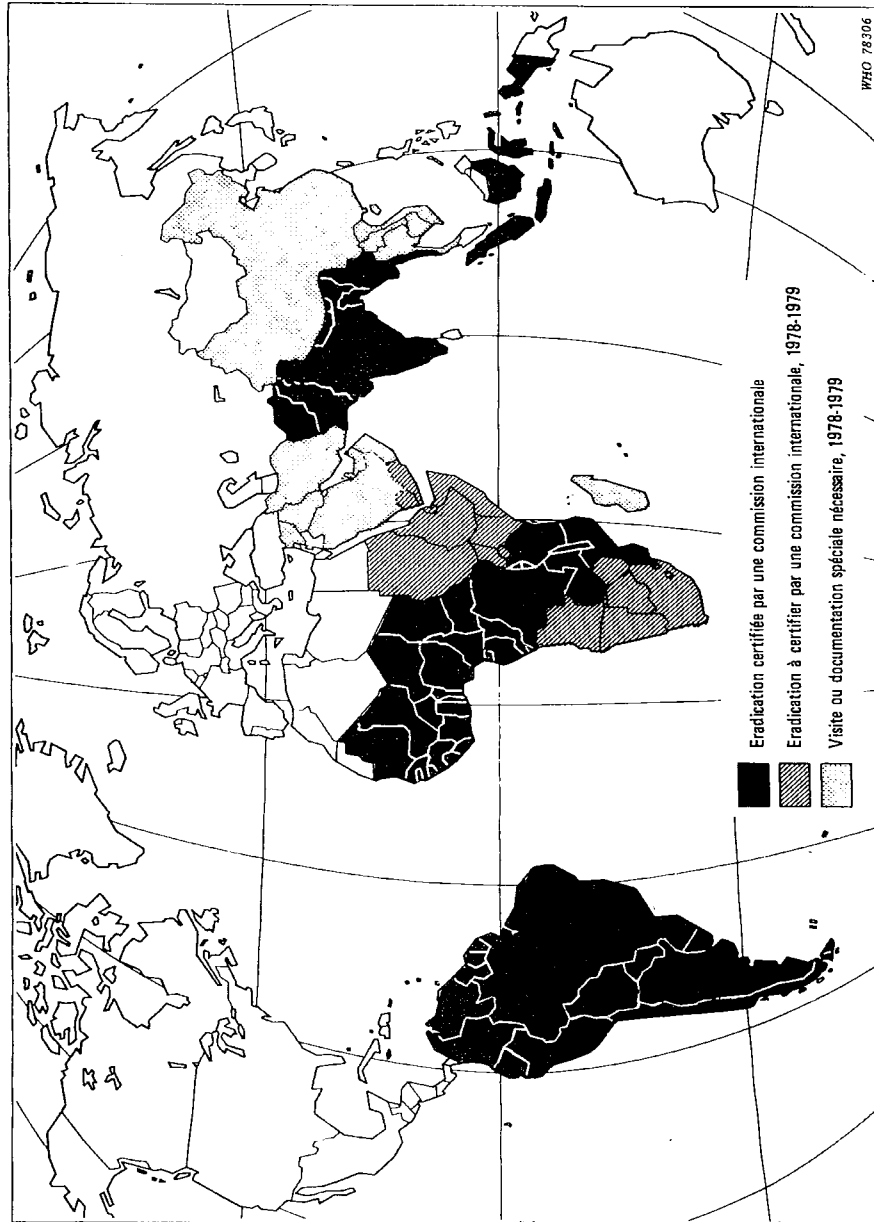 Eradication certifiée par une commission internationale
Eradication à certifier par une commission internationale, 1978-1979
Visite ou documentation spéciale nécessaire, 1978-1979
WHO 78306